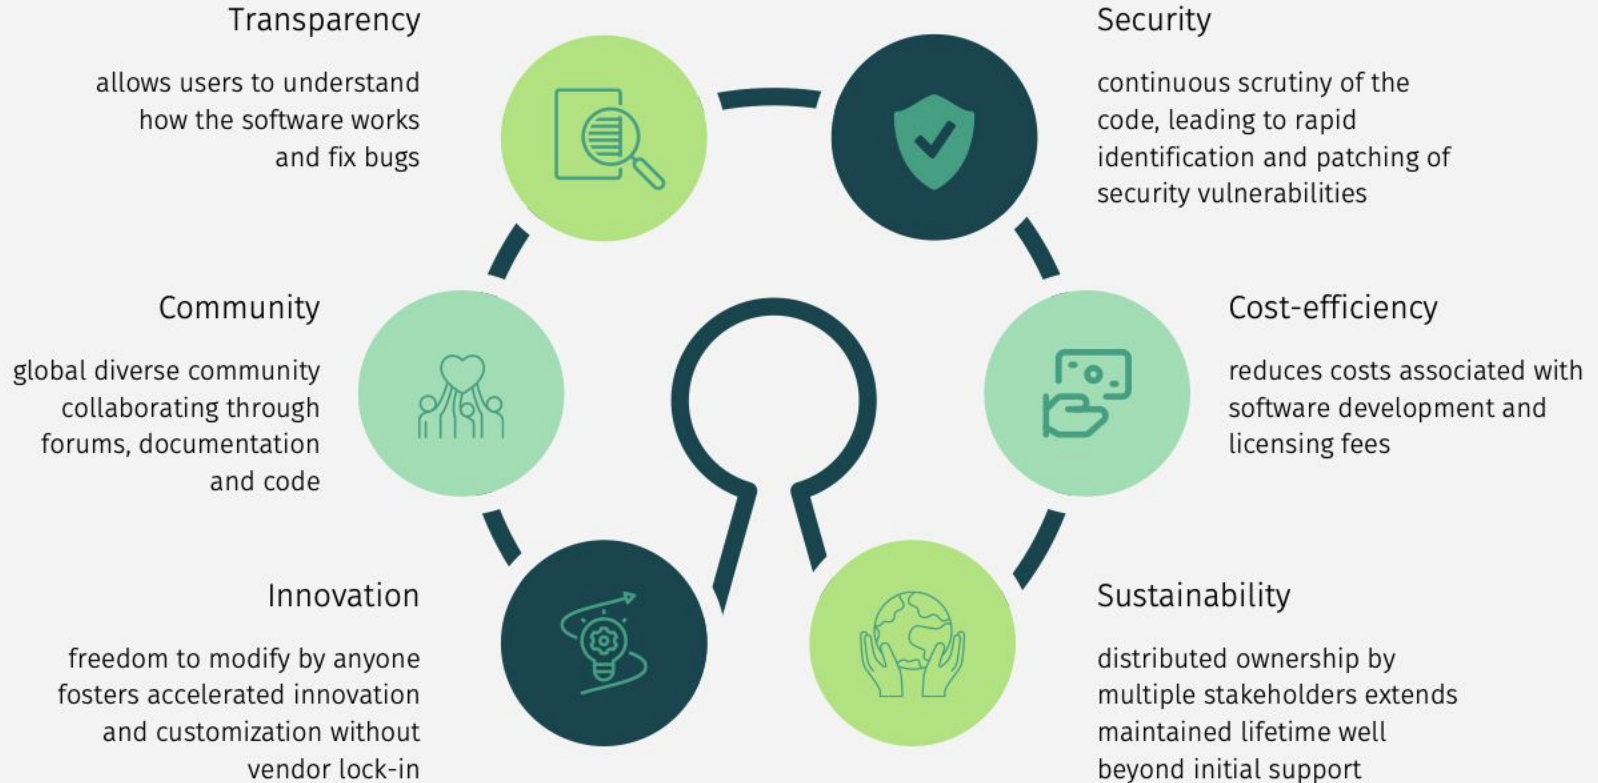 Transparency
allows users to understand
how the software works
and fix bugs
Security
continuous scrutiny of the
code, leading to rapid
identification and patching of
security vulnerabilities
Community
global diverse community
collaborating through
forums, documentation
and code
Cost-efficiency
reduces costs associated with
software development and
licensing fees
Innovation
freedom to modify by anyone
fosters accelerated innovation
and customization without
vendor lock-in
Sustainability
distributed ownership by
multiple stakeholders extends
maintained lifetime well
beyond initial support